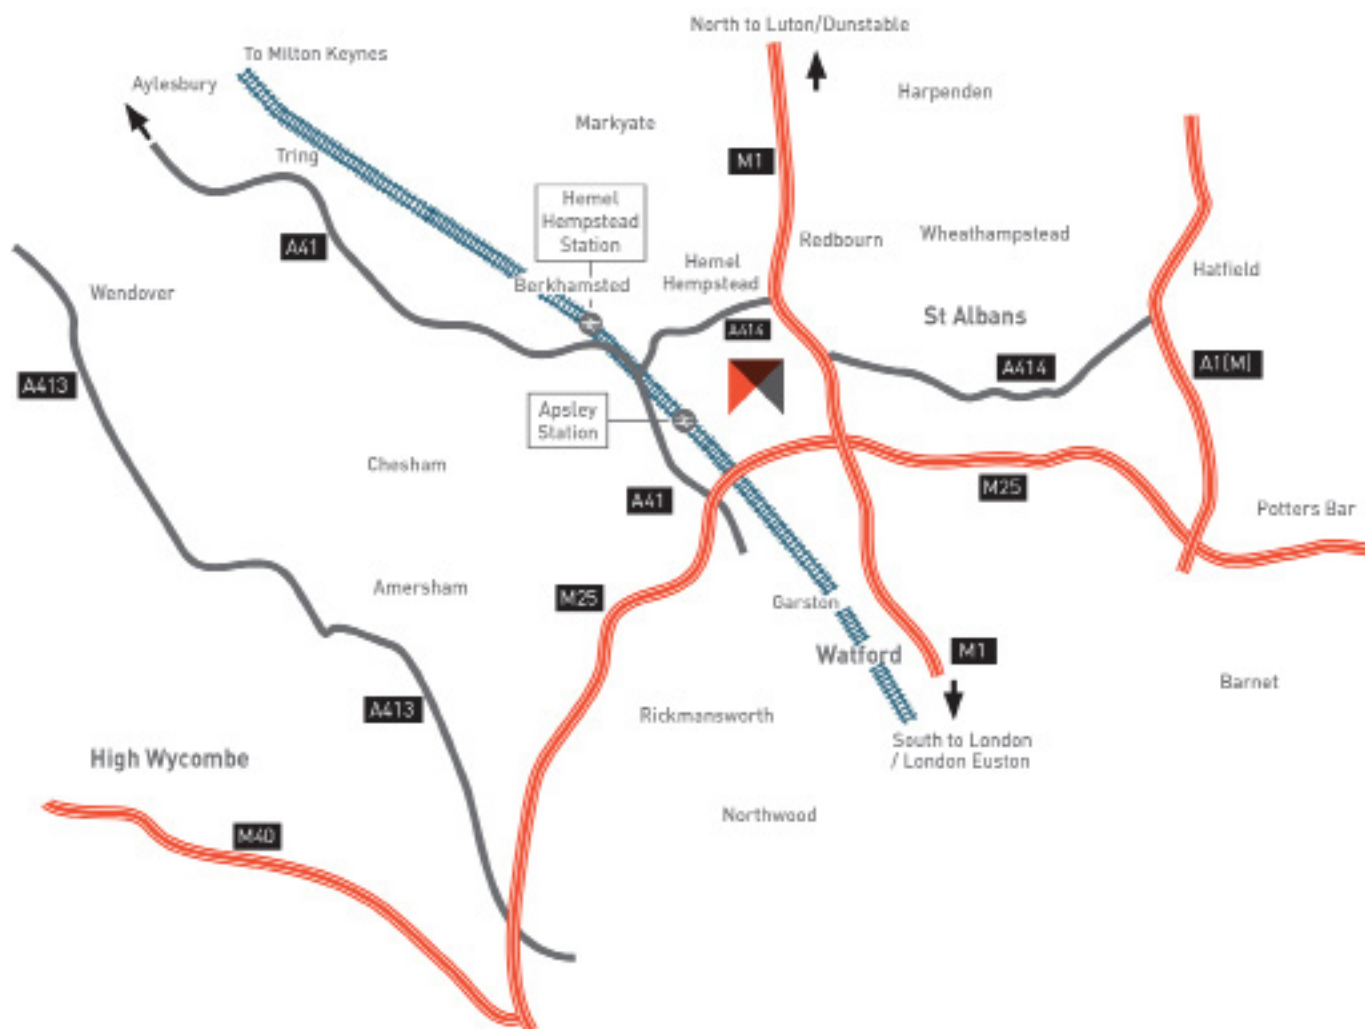 North to Luton/Dunstable
To Milton Keynes
Aylesbury
Harpenden
Markyate
Tring
M1
Hemel
Hempstead
Station
A41
Redbourn
Wheathampstead
Hemel
Hempstead
Hatfield
Berkhamsted
Wendover
St Albans
A414
A413
A414
A1(M)
Apsley
Station
Chesham
A41
M25
Potters Bar
Amersham
M25
Garston
Watford
M1
Barnet
A413
Rickmansworth
South to London
/ London Euston
High Wycombe
Northwood
M40